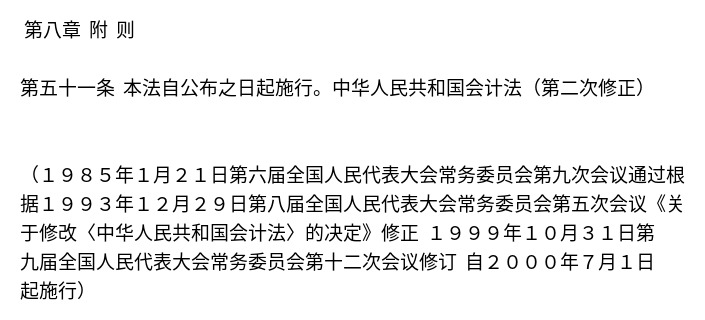 第八章 附 则
第五十一条 本法自公布之日起施行。中华人民共和国会计法（第二次修正）
（１９８５年１月２１日第六届全国人民代表大会常务委员会第九次会议通过根
据１９９３年１２月２９日第八届全国人民代表大会常务委员会第五次会议《关
于修改〈中华人民共和国会计法〉的决定》修正 １９９９年１０月３１日第
九届全国人民代表大会常务委员会第十二次会议修订 自２０００年７月１日
起施行）